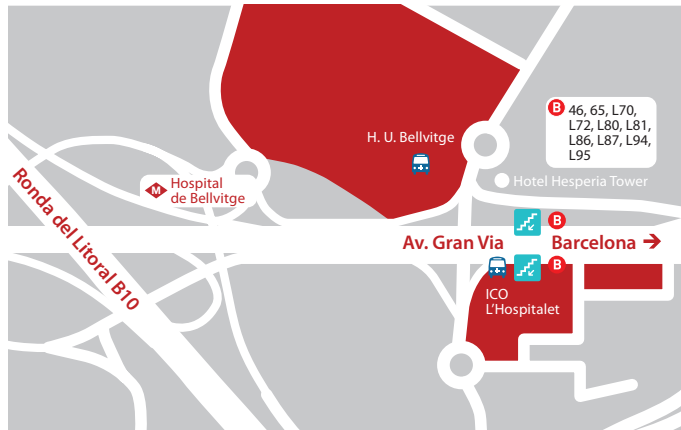 H. U. Bellvitge
B 46, 65, L70,
L72, L80, L81,
L86, L87, L94,
L95
M Hospital
de Bellvitge
Hotel Hesperia Tower
Ronda del Litoral B10
B
Av. Gran Via Barcelona →
B
ICO
L'Hospitalet